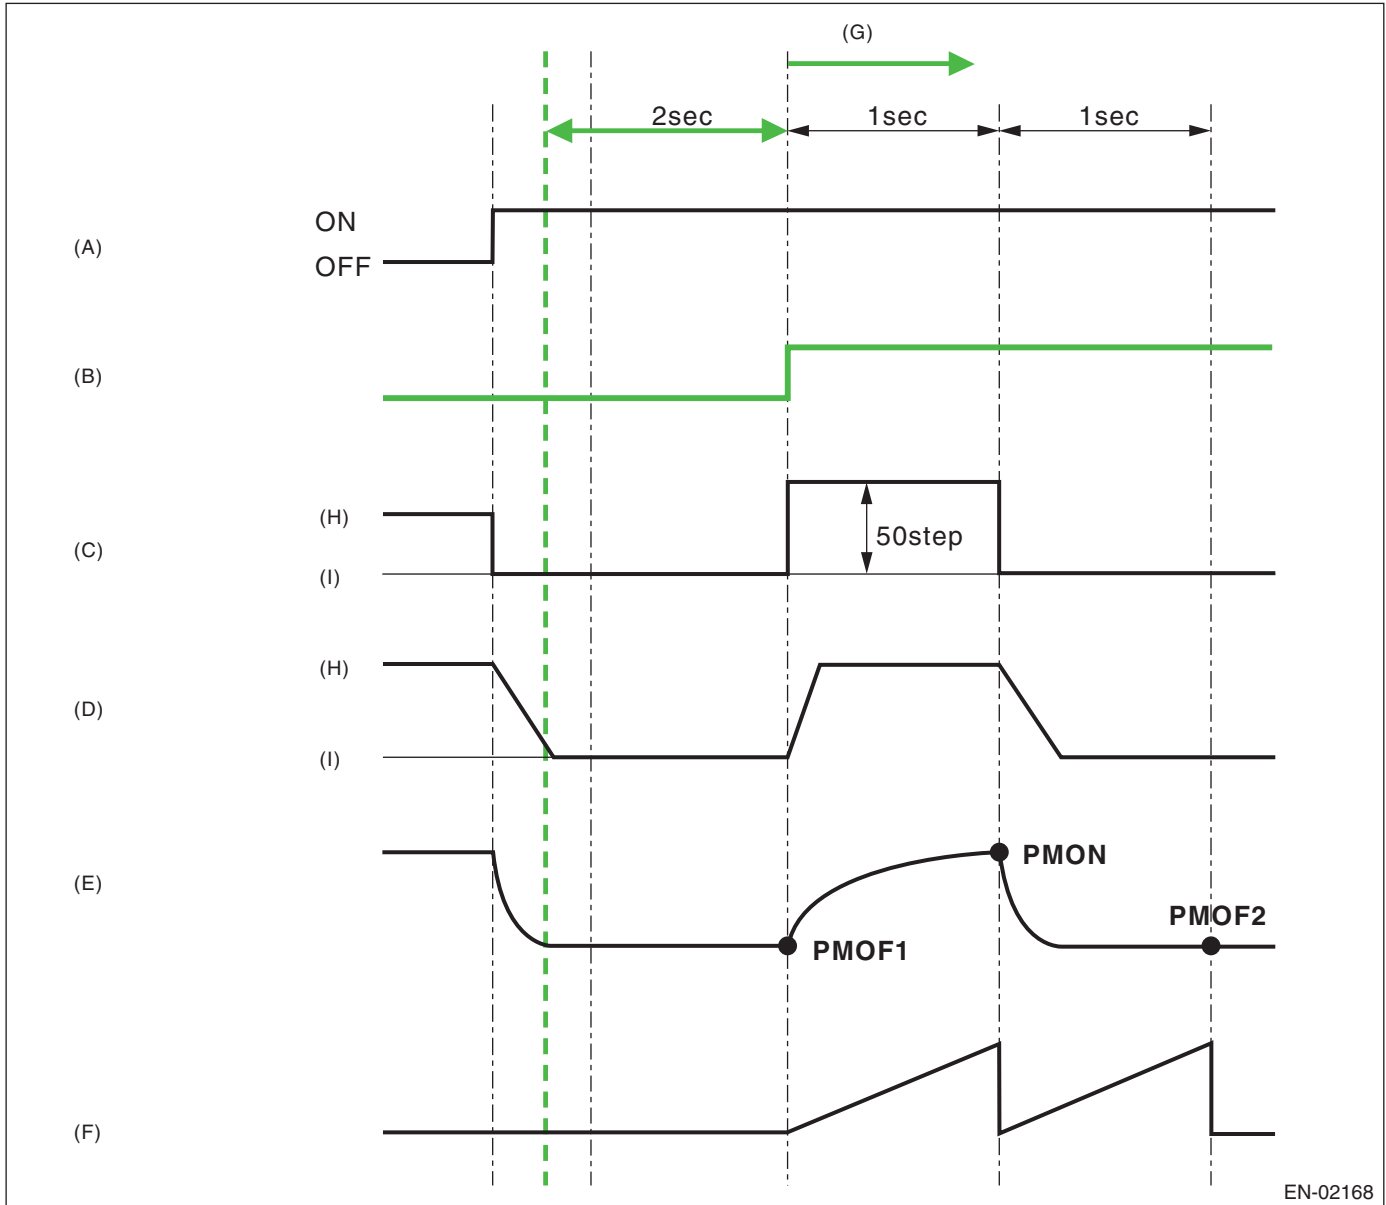 (G)
2sec
1sec
1sec
ON
(A)
OFF
(B)
(H)
50step
(C)
(I)
(H)
(D)
(I)
PMON
(E)
PMOF2
PMOF1
(F)
EN-02168